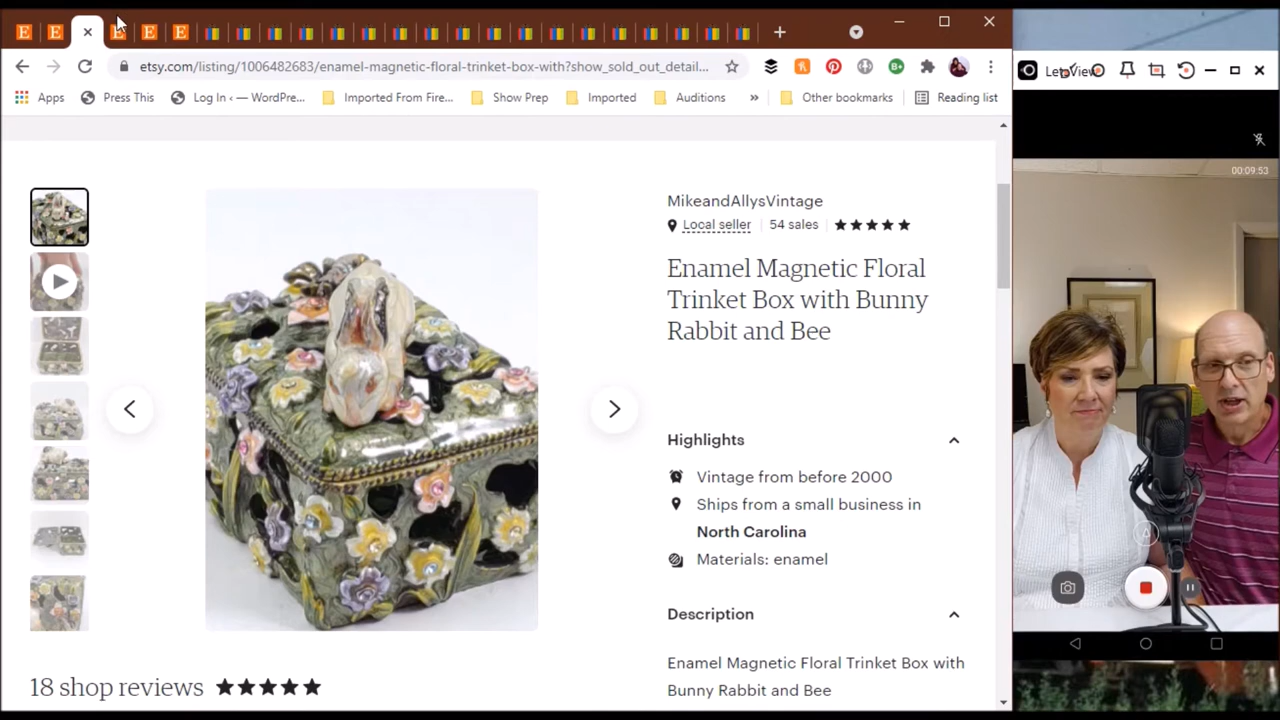 etsy.com/listing/1006482683/enamel-magnetic-floral-trinket-box-with?show_sold_out_detail...
Apps
Press This
Log In ‹ — WordPre...
Imported From Fire...
Show Prep
Imported
Auditions
»
Other bookmarks
Reading list
MikeandAllysVintage
Local seller
54 sales
Enamel Magnetic Floral
Trinket Box with Bunny
Rabbit and Bee
Highlights
Vintage from before 2000
Ships from a small business in
North Carolina
Materials: enamel
Description
Enamel Magnetic Floral Trinket Box with
Bunny Rabbit and Bee
18 shop reviews
00:09:53